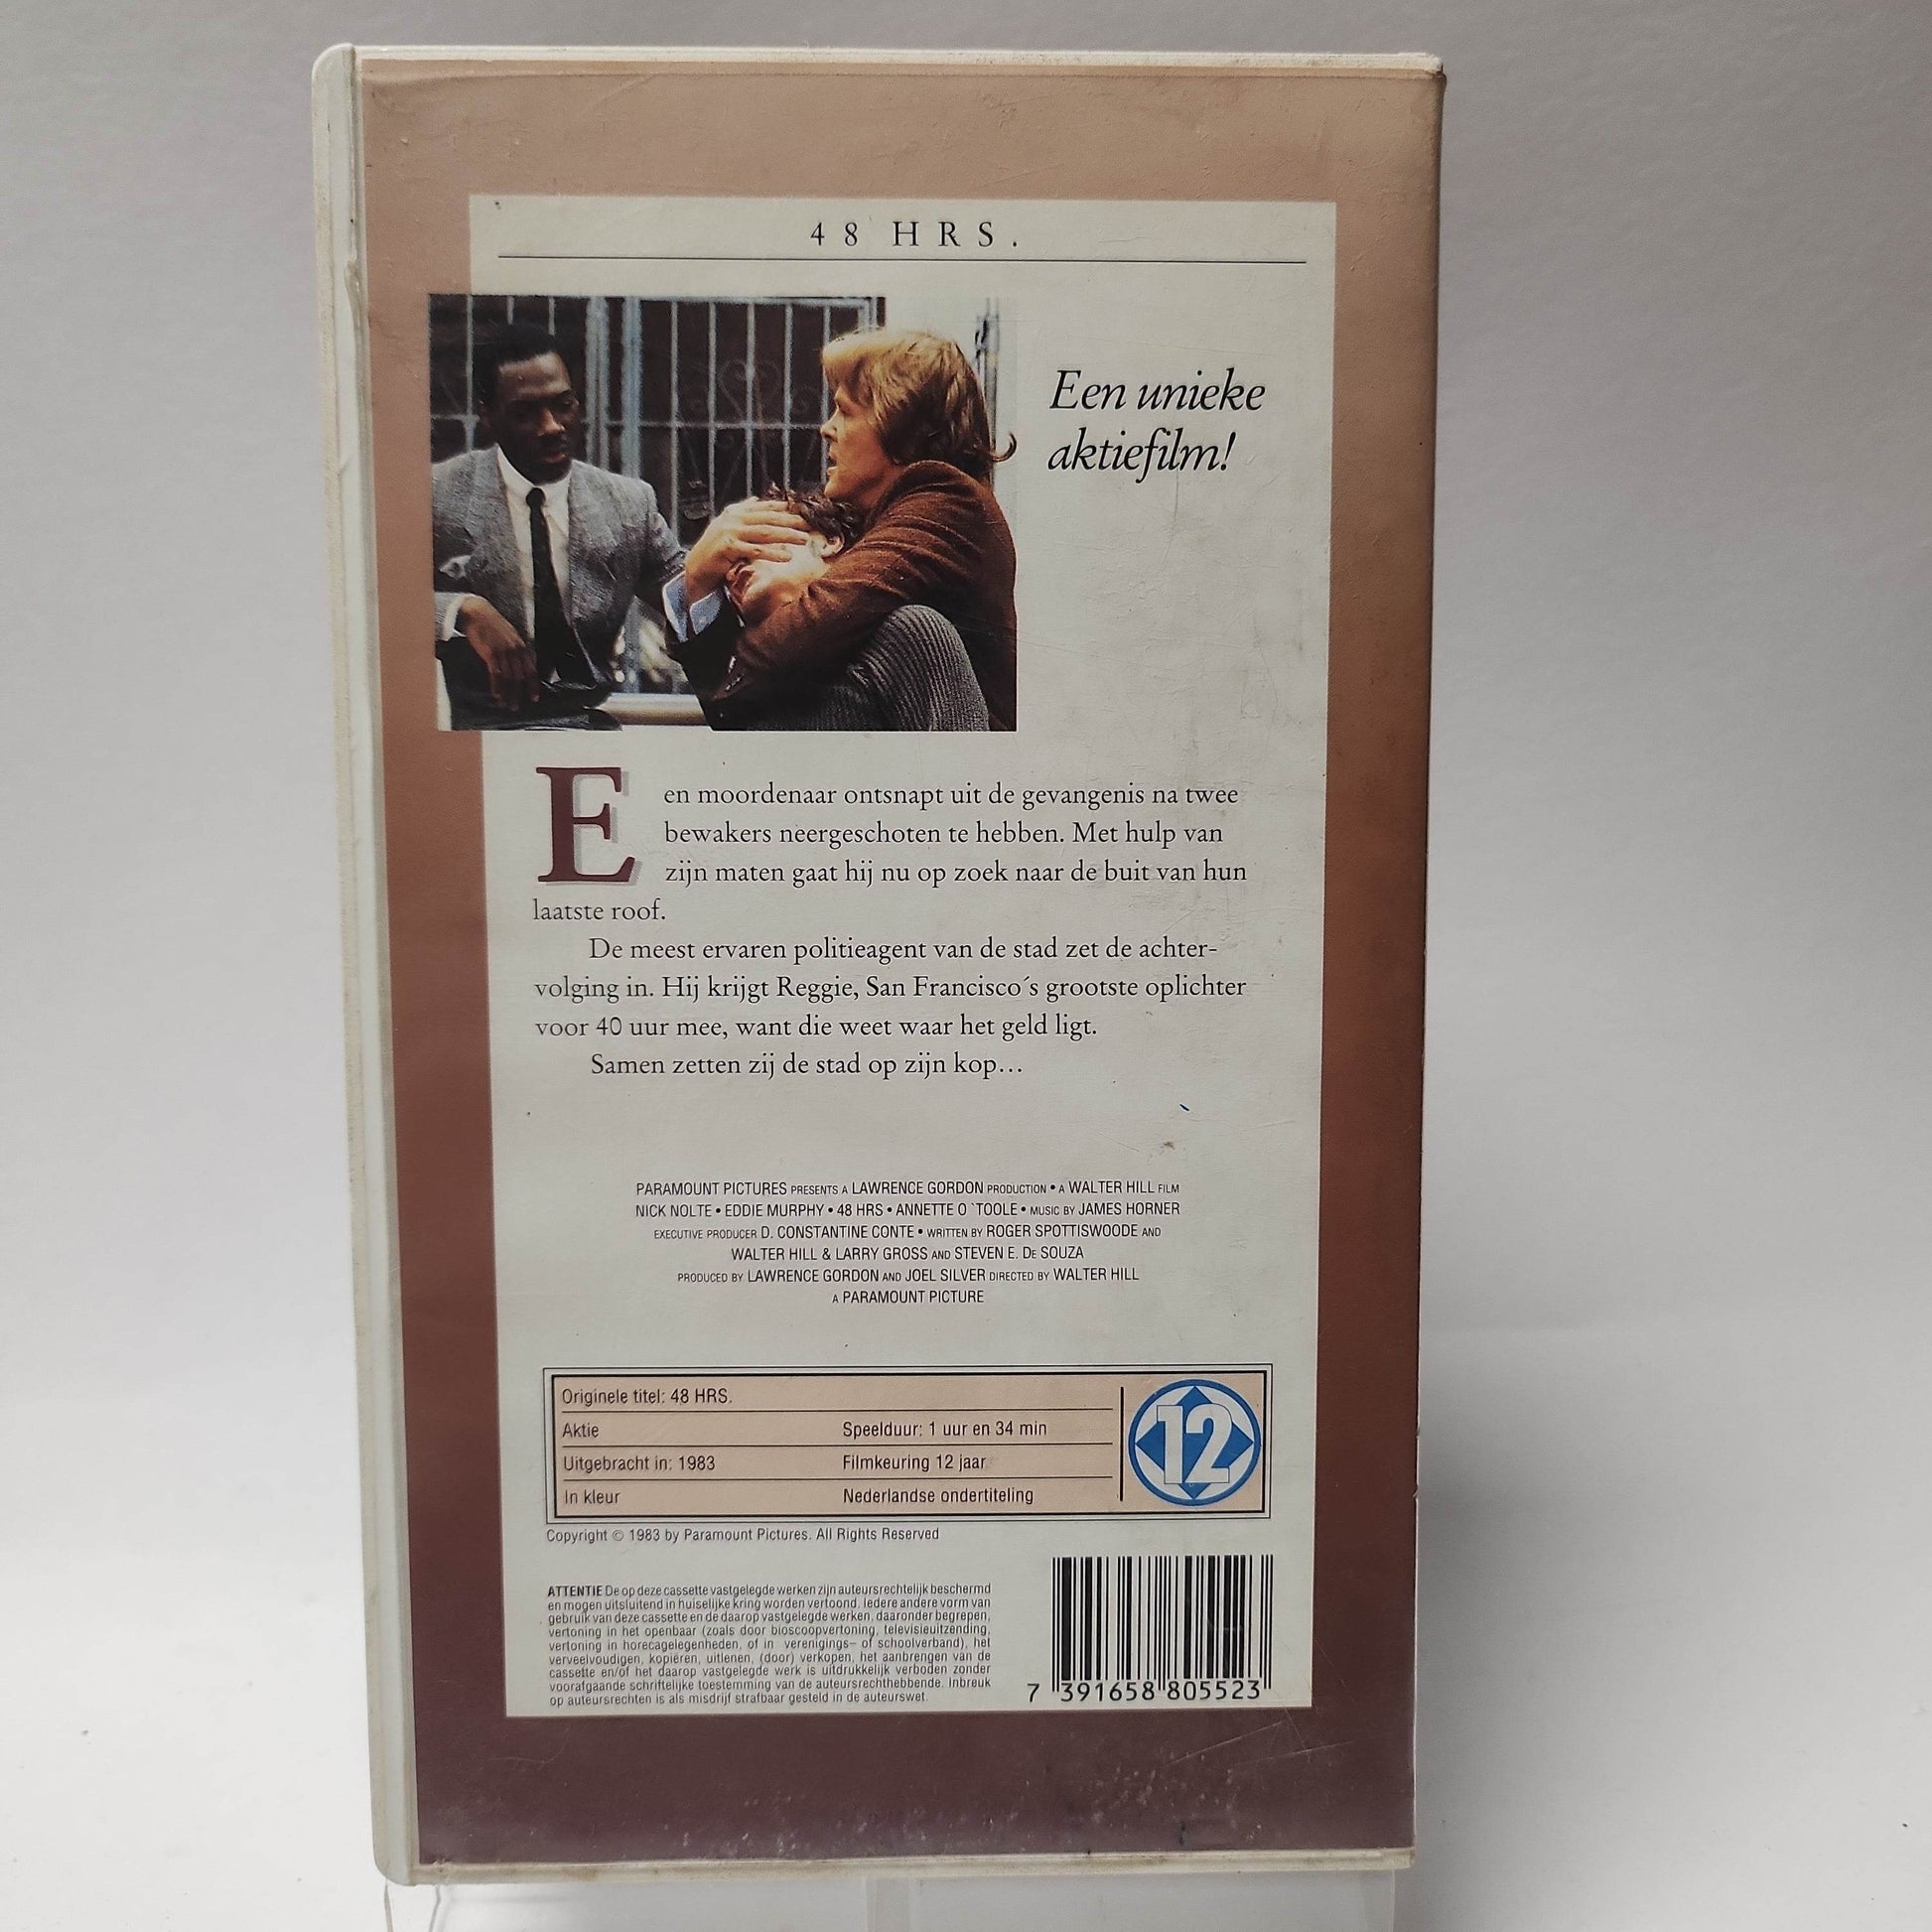 48 HRS.
Een unieke
aktiefilm!
Een moordenaar ontsnapt uit de gevangenis na twee
bewakers neergeschoten te hebben. Met hulp van
zijn maten gaat hij nu op zoek naar de buit van hun
laatste roof.
De meest ervaren politieagent van de stad zet de achter-
volging in. Hij krijgt Reggie, San Francisco´s grootste oplichter
voor 40 uur mee, want die weet waar het geld ligt.
Samen zetten zij de stad op zijn kop...
PARAMOUNT PICTURES PRESENTS A LAWRENCE GORDON PRODUCTION • A WALTER HILL FILM
NICK NOLTE • EDDIE MURPHY • 48 HRS • ANNETTE O `TOOLE • MUSIC BY JAMES HORNER
EXECUTIVE PRODUCER D. CONSTANTINE CONTE • WRITTEN BY ROGER SPOTTISWOODE AND
WALTER HILL & LARRY GROSS AND STEVEN E. DE SOUZA
PRODUCED BY LAWRENCE GORDON AND JOEL SILVER DIRECTED BY WALTER HILL
A PARAMOUNT PICTURE
Originele titel: 48 HRS.
Aktie Speelduur: 1 uur en 34 min
Uitgebracht in: 1983 Filmkeuring 12 jaar
In kleur Nederlandse ondertiteling
12
Copyright © 1983 by Paramount Pictures. All Rights Reserved
ATTENTIE De op deze cassette vastgelegde werken zijn auteursrechtelijk beschermd
en mogen uitsluitend in huiselijke kring worden vertoond. Iedere andere vorm van
gebruik van deze cassette en de daarop vastgelegde werken, daaronder begrepen,
vertoning in het openbaar (zoals door bioscoopvertoning, televisieuitzending,
vertoning in horecagelegenheden, of in verenigings- of schoolverband), het
verveelvoudigen, kopiëren, uitlenen, (door) verkopen, het aanbrengen van de
cassette en/of het daarop vastgelegde werk is uitdrukkelijk verboden zonder
voorafgaande schriftelijke toestemming van de auteursrechthebbende. Inbreuk
op auteursrechten is als misdrijf strafbaar gesteld in de auteurswet.
7 391658 805523